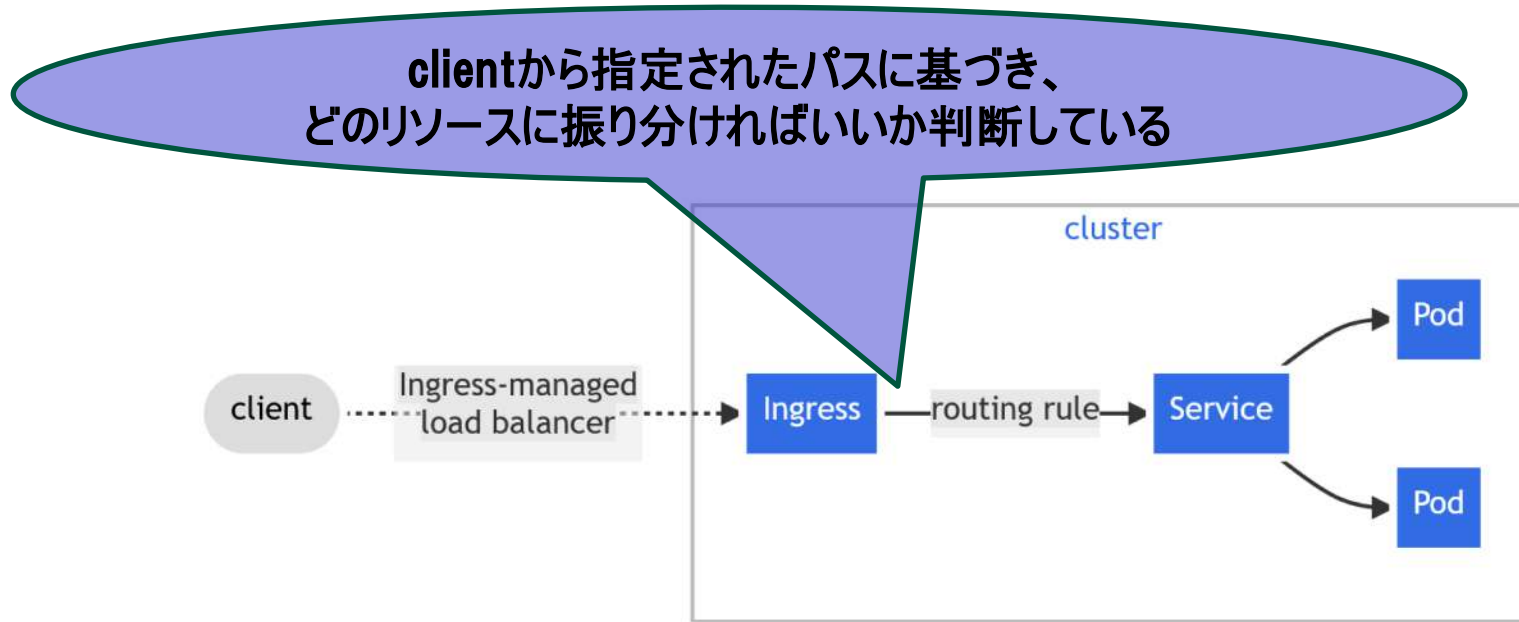 clientから指定されたパスに基づき、
どのリソースに振り分ければいいか判断している
cluster
Pod
client
Ingress-managed
load balancer
Ingress
routing rule
Service
Pod